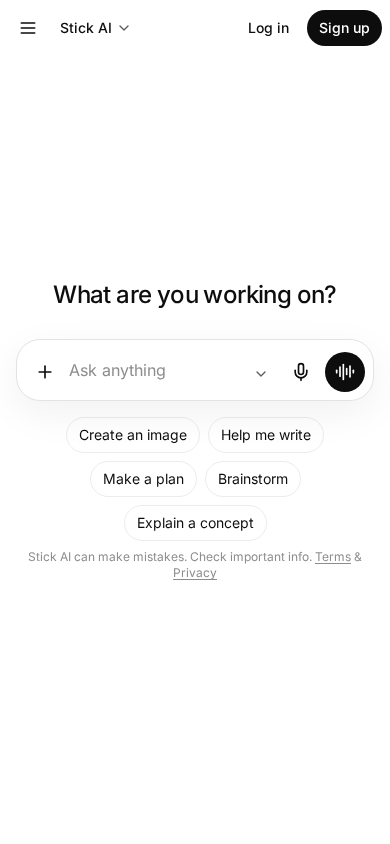 Stick AI
Log in
Sign up
What are you working on?
Ask anything
Create an image
Help me write
Make a plan
Brainstorm
Explain a concept
Stick AI can make mistakes. Check important info. Terms &
Privacy